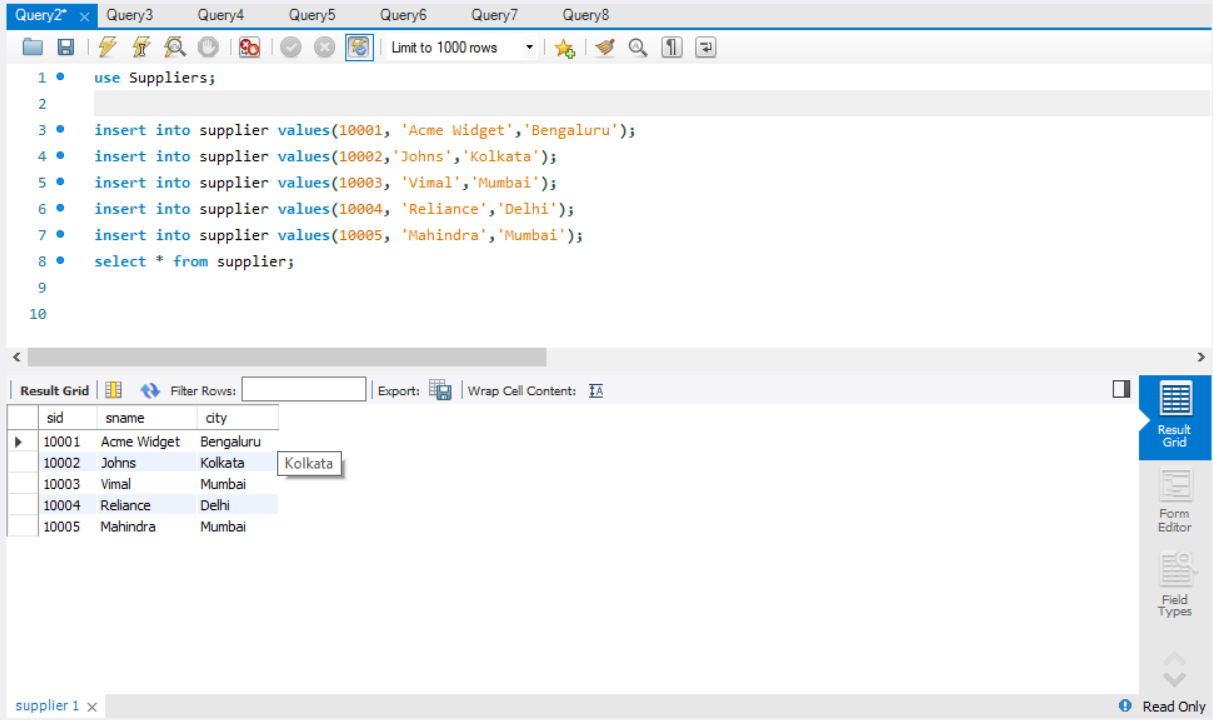 Query2* × Query3 Query4 Query5 Query6 Query7 Query8
Limit to 1000 rows
1 use Suppliers;
2
3 insert into supplier values(10001, 'Acme Widget','Bengaluru');
4 insert into supplier values(10002,'Johns','Kolkata');
5 insert into supplier values(10003, 'Vimal','Mumbai');
6 insert into supplier values(10004, 'Reliance','Delhi');
7 insert into supplier values(10005, 'Mahindra','Mumbai');
8 select * from supplier;
9
10
Result Grid Filter Rows: Export: Wrap Cell Content: IA
sid sname city
10001 Acme Widget Bengaluru
10002 Johns Kolkata Kolkata
10003 Vimal Mumbai
10004 Reliance Delhi
10005 Mahindra Mumbai
Result
Grid
Form
Editor
Field
Types
supplier 1 × Read Only